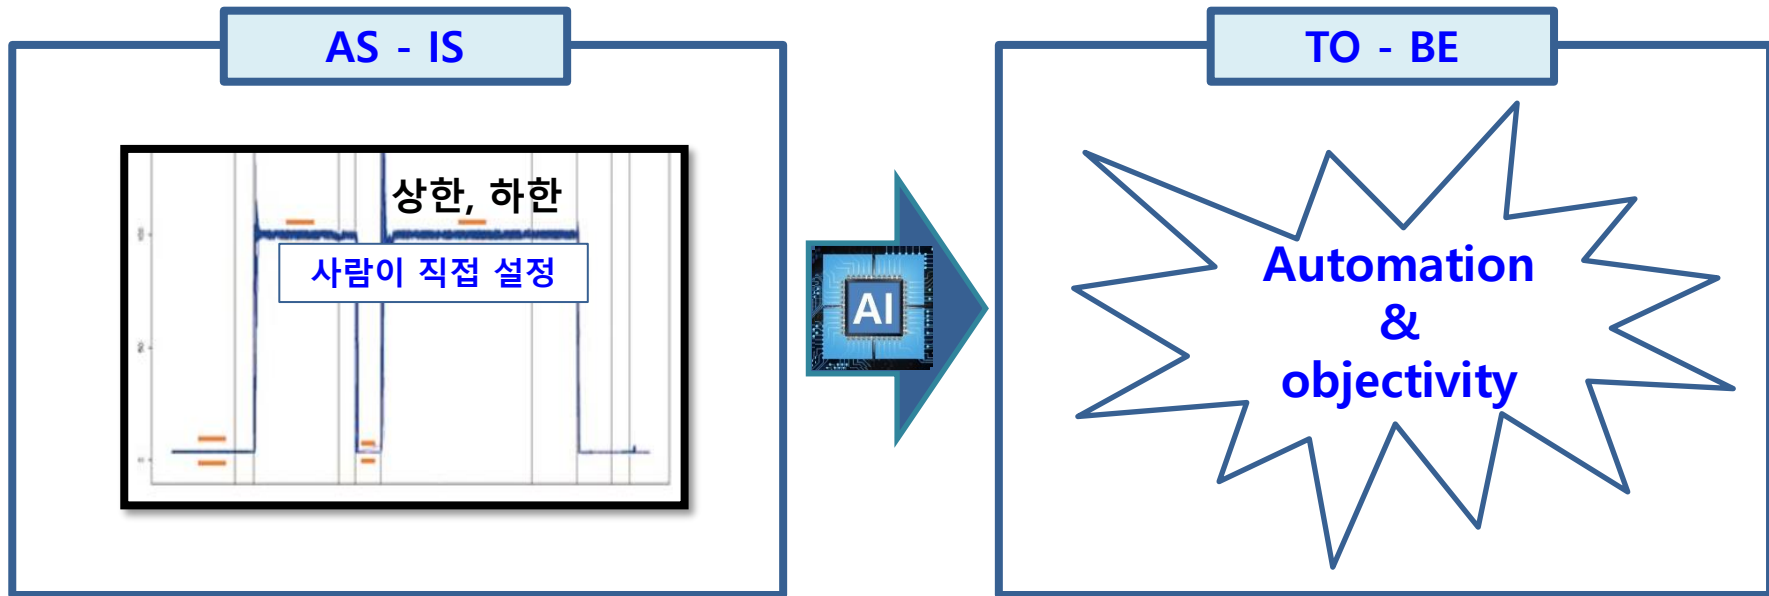 AS - IS
상한, 하한
사람이 직접 설정
AI
TO - BE
Automation
&
objectivity